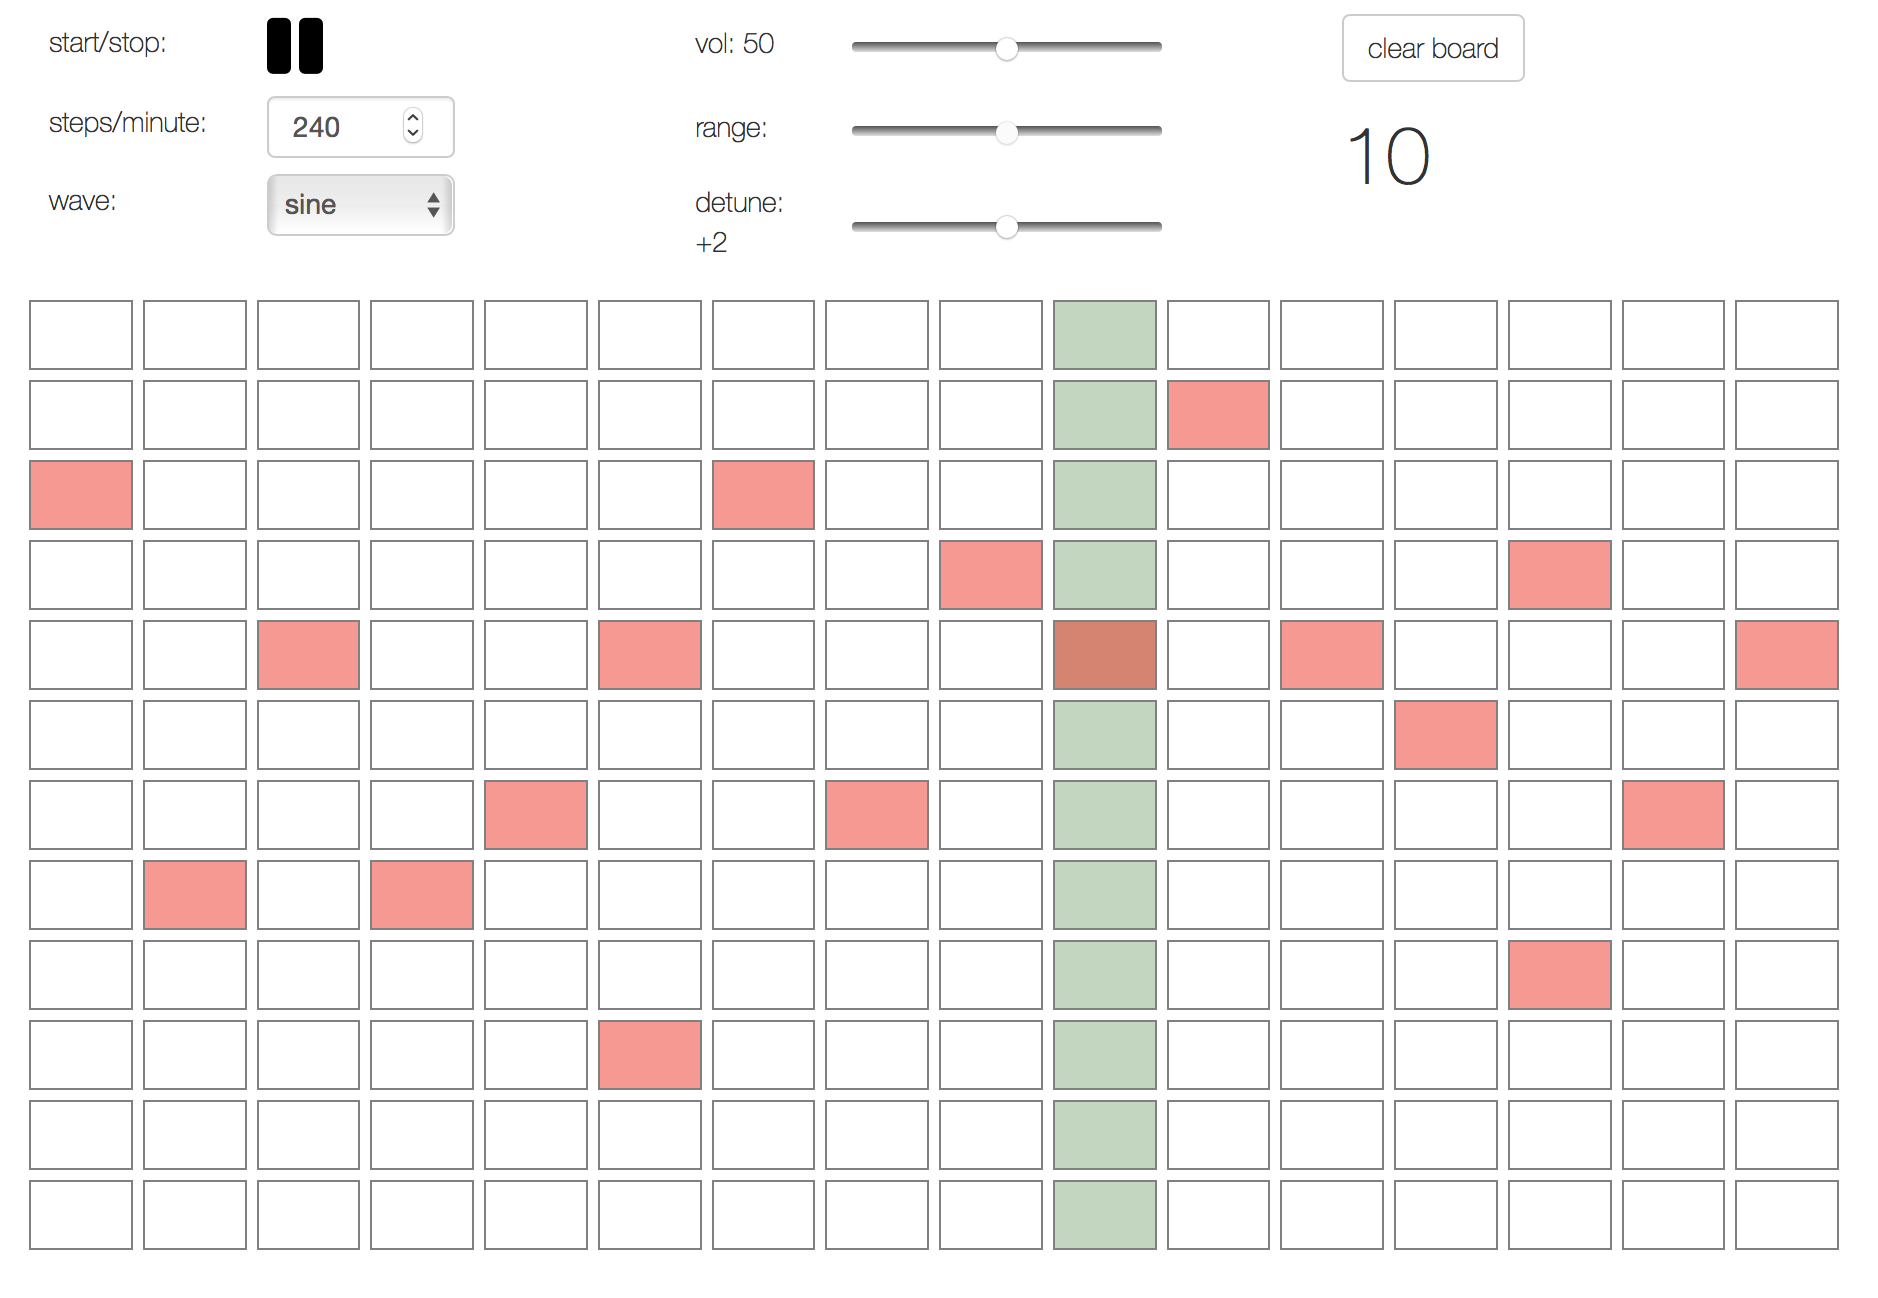 start/stop:
steps/minute:
240
wave:
sine
vol: 50
range:
detune:
+2
clear board
10